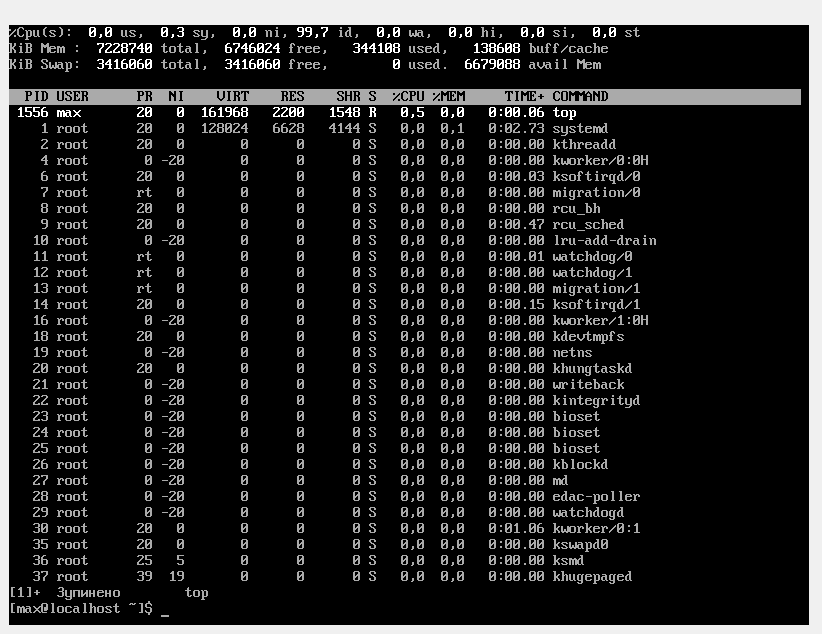 %Cpu(s):  0,0 us,  0,3 sy,  0,0 ni, 99,7 id,  0,0 wa,  0,0 hi,  0,0 si,  0,0 st
KiB Mem :  7228740 total,  6746024 free,   344108 used,   138608 buff/cache
KiB Swap:  3416060 total,  3416060 free,        0 used.  6679088 avail Mem
  PID USER      PR  NI    VIRT    RES    SHR S  %CPU %MEM     TIME+ COMMAND
 1556 max       20   0  161968   2200   1548 R   0,5  0,0   0:00.06 top
    1 root      20   0  128024   6628   4144 S   0,0  0,1   0:02.73 systemd
    2 root      20   0       0      0      0 S   0,0  0,0   0:00.00 kthreadd
    4 root       0 -20       0      0      0 S   0,0  0,0   0:00.00 kworker/0:0H
    6 root      20   0       0      0      0 S   0,0  0,0   0:00.03 ksoftirqd/0
    7 root      rt   0       0      0      0 S   0,0  0,0   0:00.00 migration/0
    8 root      20   0       0      0      0 S   0,0  0,0   0:00.00 rcu_bh
    9 root      20   0       0      0      0 S   0,0  0,0   0:00.47 rcu_sched
   10 root       0 -20       0      0      0 S   0,0  0,0   0:00.00 lru-add-drain
   11 root      rt   0       0      0      0 S   0,0  0,0   0:00.01 watchdog/0
   12 root      rt   0       0      0      0 S   0,0  0,0   0:00.00 watchdog/1
   13 root      rt   0       0      0      0 S   0,0  0,0   0:00.00 migration/1
   14 root      20   0       0      0      0 S   0,0  0,0   0:00.15 ksoftirqd/1
   16 root       0 -20       0      0      0 S   0,0  0,0   0:00.00 kworker/1:0H
   18 root      20   0       0      0      0 S   0,0  0,0   0:00.00 kdevtmpfs
   19 root       0 -20       0      0      0 S   0,0  0,0   0:00.00 netns
   20 root      20   0       0      0      0 S   0,0  0,0   0:00.00 khungtaskd
   21 root       0 -20       0      0      0 S   0,0  0,0   0:00.00 writeback
   22 root       0 -20       0      0      0 S   0,0  0,0   0:00.00 kintegrityd
   23 root       0 -20       0      0      0 S   0,0  0,0   0:00.00 bioset
   24 root       0 -20       0      0      0 S   0,0  0,0   0:00.00 bioset
   25 root       0 -20       0      0      0 S   0,0  0,0   0:00.00 bioset
   26 root       0 -20       0      0      0 S   0,0  0,0   0:00.00 kblockd
   27 root       0 -20       0      0      0 S   0,0  0,0   0:00.00 md
   28 root       0 -20       0      0      0 S   0,0  0,0   0:00.00 edac-poller
   29 root       0 -20       0      0      0 S   0,0  0,0   0:00.00 watchdogd
   30 root      20   0       0      0      0 S   0,0  0,0   0:01.06 kworker/0:1
   35 root      20   0       0      0      0 S   0,0  0,0   0:00.00 kswapd0
   36 root      25   5       0      0      0 S   0,0  0,0   0:00.00 ksmd
   37 root      39  19       0      0      0 S   0,0  0,0   0:00.00 khugepaged
[1]+  Зупинено        top
[max@localhost ~]$ _